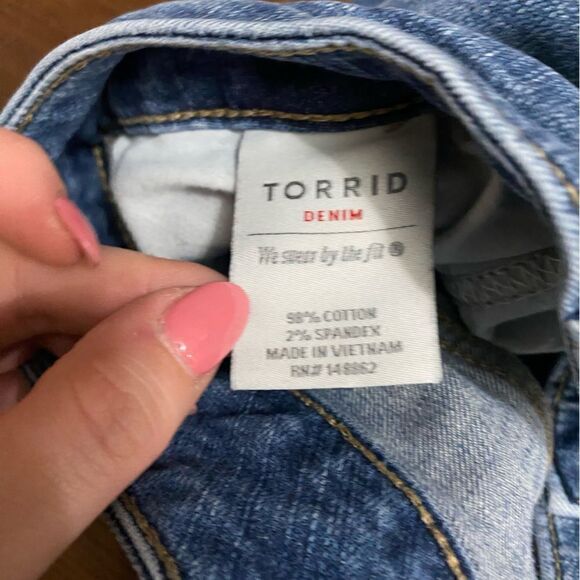 TORRID
DENIM
We swear by the fit ®
98% COTTON
2% SPANDEX
MADE IN VIETNAM
RN# 148862